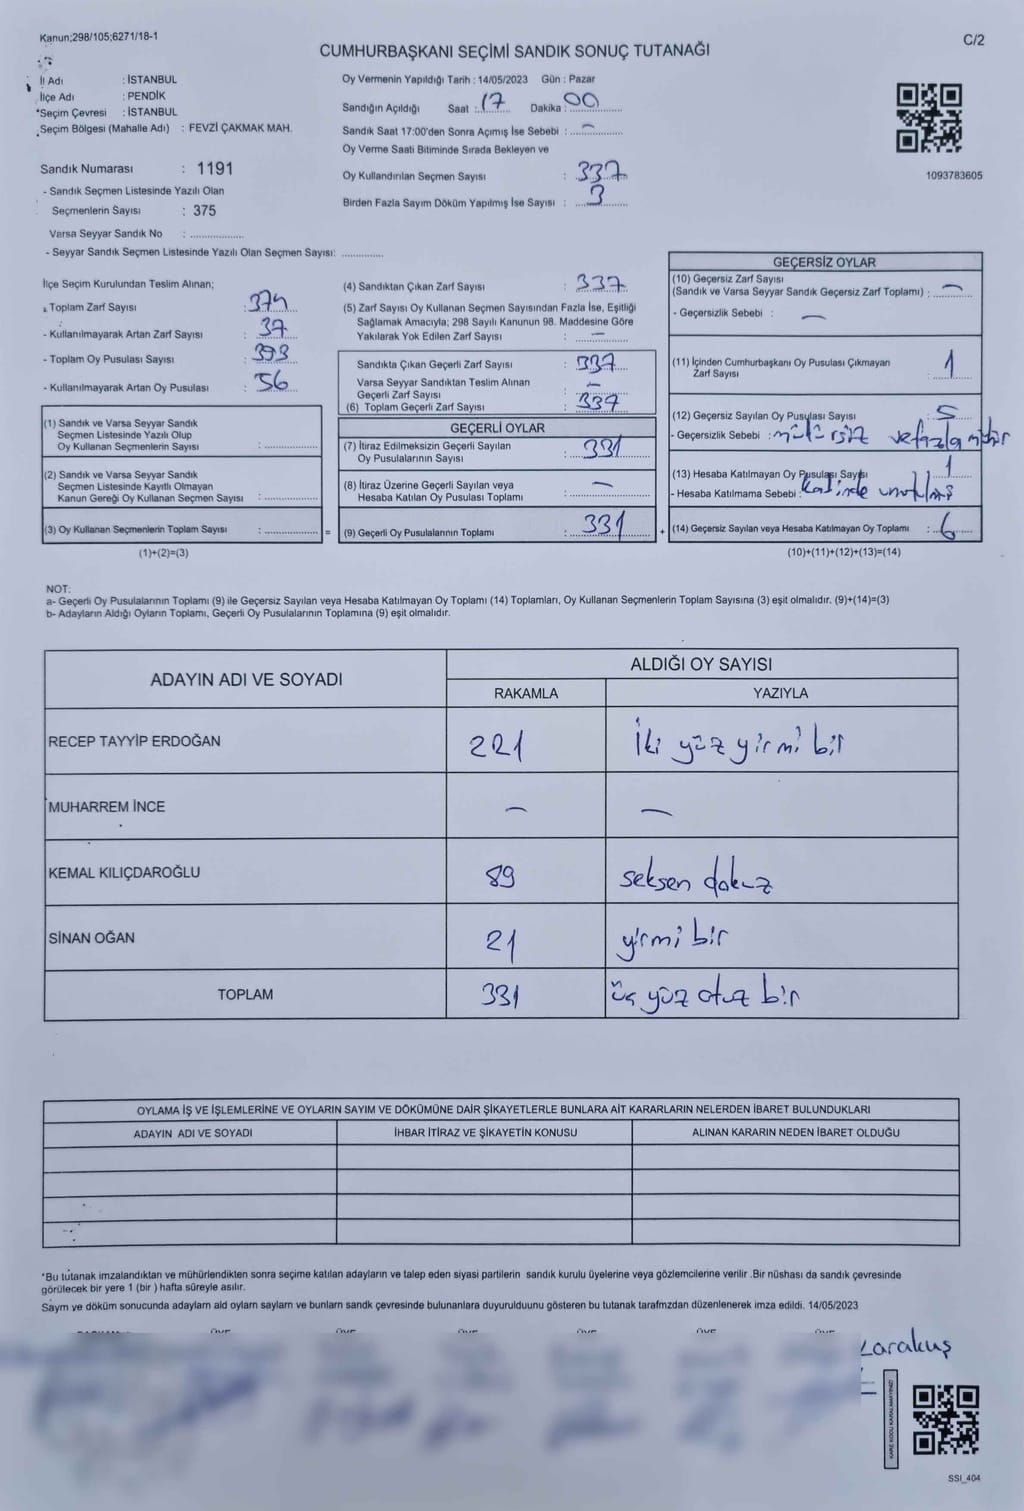 Kanun;298/105;6271/18-1
C/2
CUMHURBAŞKANI SEÇİMİ SANDIK SONUÇ TUTANAĞI
İl Adı : İSTANBUL
İlçe Adı : PENDİK
*Seçim Çevresi : İSTANBUL
Seçim Bölgesi (Mahalle Adı) : FEVZİ ÇAKMAK MAH.
Sandık Numarası : 1191
- Sandık Seçmen Listesinde Yazılı Olan
Seçmenlerin Sayısı : 375
Varsa Seyyar Sandık No : ..................
- Seyyar Sandık Seçmen Listesinde Yazılı Olan Seçmen Sayısı: ..............
Oy Vermenin Yapıldığı Tarih : 14/05/2023 Gün : Pazar
Sandığın Açıldığı Saat : 17 Dakika : 00
Sandık Saat 17:00'den Sonra Açımış İse Sebebi : —
Oy Verme Saati Bitiminde Sırada Bekleyen ve
Oy Kullandırılan Seçmen Sayısı : 337
Birden Fazla Sayım Döküm Yapılmış İse Sayısı : 3
1093783605
İlçe Seçim Kurulundan Teslim Alınan;
Toplam Zarf Sayısı : 374
- Kullanılmayarak Artan Zarf Sayısı : 37
- Toplam Oy Pusulası Sayısı : 393
- Kullanılmayarak Artan Oy Pusulası : 56
(1) Sandık ve Varsa Seyyar Sandık
Seçmen Listesinde Yazılı Olup
Oy Kullanan Seçmenlerin Sayısı : ..................
(2) Sandık ve Varsa Seyyar Sandık
Seçmen Listesinde Kayıtlı Olmayan
Kanun Gereği Oy Kullanan Seçmen Sayısı : ..................
(3) Oy Kullanan Seçmenlerin Toplam Sayısı : .................. =
(1)+(2)=(3)
(4) Sandıktan Çıkan Zarf Sayısı : 337
(5) Zarf Sayısı Oy Kullanan Seçmen Sayısından Fazla İse, Eşitliği
Sağlamak Amacıyla; 298 Sayılı Kanunun 98. Maddesine Göre
Yakılarak Yok Edilen Zarf Sayısı : —
Sandıkta Çıkan Geçerli Zarf Sayısı : 337
Varsa Seyyar Sandıktan Teslim Alınan
Geçerli Zarf Sayısı : —
(6) Toplam Geçerli Zarf Sayısı : 337
GEÇERLİ OYLAR
(7) İtiraz Edilmeksizin Geçerli Sayılan
Oy Pusulalarının Sayısı : 331
(8) İtiraz Üzerine Geçerli Sayılan veya
Hesaba Katılan Oy Pusulası Toplamı : —
(9) Geçerli Oy Pusulalarının Toplamı : 331 +
GEÇERSİZ OYLAR
(10) Geçersiz Zarf Sayısı
(Sandık ve Varsa Seyyar Sandık Geçersiz Zarf Toplamı) : —
- Geçersizlik Sebebi : —
(11) İçinden Cumhurbaşkanı Oy Pusulası Çıkmayan
Zarf Sayısı : 1
(12) Geçersiz Sayılan Oy Pusulası Sayısı : 5
- Geçersizlik Sebebi : mühürsüz ve fazla mühür
(13) Hesaba Katılmayan Oy Pusulası Sayısı 1
- Hesaba Katılmama Sebebi :
(14) Geçersiz Sayılan veya Hesaba Katılmayan Oy Toplamı : 6
(10)+(11)+(12)+(13)=(14)
NOT:
a- Geçerli Oy Pusulalarının Toplamı (9) ile Geçersiz Sayılan veya Hesaba Katılmayan Oy Toplamı (14) Toplamları, Oy Kullanan Seçmenlerin Toplam Sayısına (3) eşit olmalıdır. (9)+(14)=(3)
b- Adayların Aldığı Oyların Toplamı, Geçerli Oy Pusulalarının Toplamına (9) eşit olmalıdır.
ADAYIN ADI VE SOYADI
ALDIĞI OY SAYISI
RAKAMLA YAZIYLA
RECEP TAYYİP ERDOĞAN 221 İki yüz yirmi bir
MUHARREM İNCE — —
KEMAL KILIÇDAROĞLU 89 seksen dokuz
SİNAN OĞAN 21 yirmi bir
TOPLAM 331 üç yüz otuz bir
OYLAMA İŞ VE İŞLEMLERİNE VE OYLARIN SAYIM VE DÖKÜMÜNE DAİR ŞİKAYETLERLE BUNLARA AİT KARARLARIN NELERDEN İBARET BULUNDUKLARI
ADAYIN ADI VE SOYADI İHBAR İTİRAZ VE ŞİKAYETİN KONUSU ALINAN KARARIN NEDEN İBARET OLDUĞU
*Bu tutanak imzalandıktan ve mühürlendikten sonra seçime katılan adayların ve talep eden siyasi partilerin sandık kurulu üyelerine veya gözlemcilerine verilir .Bir nüshası da sandık çevresinde
görülecek bir yere 1 (bir ) hafta süreyle asılır.
Sayım ve döküm sonucunda adayların ald oyların sayların ve bunların sandk çevresinde bulunanlara duyurulduunu gösteren bu tutanak tarafmzdan düzenlenerek imza edildi. 14/05/2023
Karakuş
KARE KODU KARALAMAYINIZ!
SSI_404